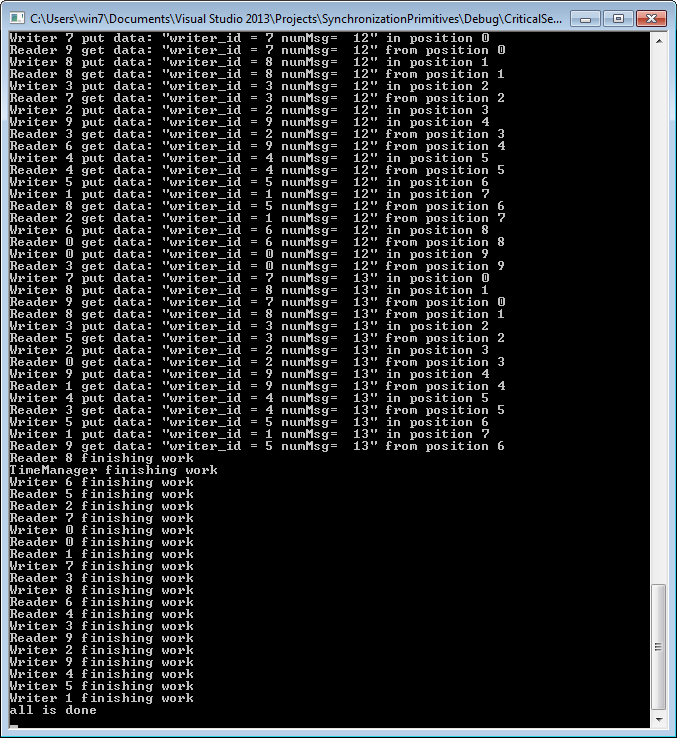 C:\Users\win7\Documents\Visual Studio 2013\Projects\SynchronizationPrimitives\Debug\CriticalSe...
Writer 7 put data: "writer_id = 7 numMsg=  12" in position 0
Reader 9 get data: "writer_id = 7 numMsg=  12" from position 0
Writer 8 put data: "writer_id = 8 numMsg=  12" in position 1
Reader 8 get data: "writer_id = 8 numMsg=  12" from position 1
Writer 3 put data: "writer_id = 3 numMsg=  12" in position 2
Reader 7 get data: "writer_id = 3 numMsg=  12" from position 2
Writer 2 put data: "writer_id = 2 numMsg=  12" in position 3
Writer 9 put data: "writer_id = 9 numMsg=  12" in position 4
Reader 3 get data: "writer_id = 2 numMsg=  12" from position 3
Reader 6 get data: "writer_id = 9 numMsg=  12" from position 4
Writer 4 put data: "writer_id = 4 numMsg=  12" in position 5
Reader 4 get data: "writer_id = 4 numMsg=  12" from position 5
Writer 5 put data: "writer_id = 5 numMsg=  12" in position 6
Writer 1 put data: "writer_id = 1 numMsg=  12" in position 7
Reader 8 get data: "writer_id = 5 numMsg=  12" from position 6
Reader 2 get data: "writer_id = 1 numMsg=  12" from position 7
Writer 6 put data: "writer_id = 6 numMsg=  12" in position 8
Reader 0 get data: "writer_id = 6 numMsg=  12" from position 8
Writer 0 put data: "writer_id = 0 numMsg=  12" in position 9
Reader 3 get data: "writer_id = 0 numMsg=  12" from position 9
Writer 7 put data: "writer_id = 7 numMsg=  13" in position 0
Writer 8 put data: "writer_id = 8 numMsg=  13" in position 1
Reader 9 get data: "writer_id = 7 numMsg=  13" from position 0
Reader 8 get data: "writer_id = 8 numMsg=  13" from position 1
Writer 3 put data: "writer_id = 3 numMsg=  13" in position 2
Reader 5 get data: "writer_id = 3 numMsg=  13" from position 2
Writer 2 put data: "writer_id = 2 numMsg=  13" in position 3
Reader 0 get data: "writer_id = 2 numMsg=  13" from position 3
Writer 9 put data: "writer_id = 9 numMsg=  13" in position 4
Reader 1 get data: "writer_id = 9 numMsg=  13" from position 4
Writer 4 put data: "writer_id = 4 numMsg=  13" in position 5
Reader 3 get data: "writer_id = 4 numMsg=  13" from position 5
Writer 5 put data: "writer_id = 5 numMsg=  13" in position 6
Writer 1 put data: "writer_id = 1 numMsg=  13" in position 7
Reader 9 get data: "writer_id = 5 numMsg=  13" from position 6
Reader 8 finishing work
TimeManager finishing work
Writer 6 finishing work
Reader 5 finishing work
Reader 2 finishing work
Reader 7 finishing work
Writer 0 finishing work
Reader 0 finishing work
Reader 1 finishing work
Writer 7 finishing work
Reader 3 finishing work
Writer 8 finishing work
Reader 6 finishing work
Reader 4 finishing work
Writer 3 finishing work
Reader 9 finishing work
Writer 2 finishing work
Writer 9 finishing work
Writer 4 finishing work
Writer 5 finishing work
Writer 1 finishing work
all is done